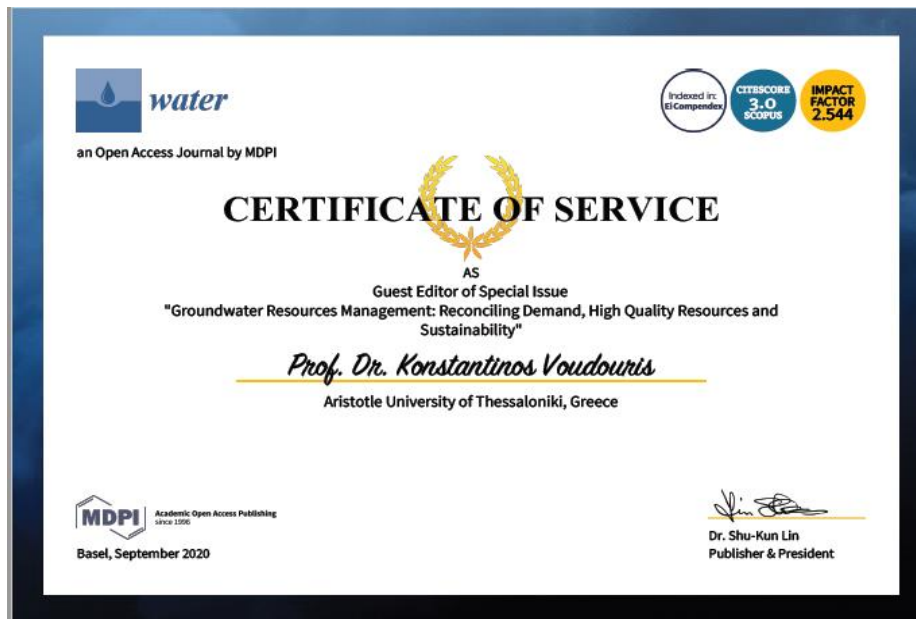 water
an Open Access Journal by MDPI
Indexed in:
Ei Compendex
CITESCORE
3.0
SCOPUS
IMPACT
FACTOR
2.544
CERTIFICATE OF SERVICE
AS
Guest Editor of Special Issue
"Groundwater Resources Management: Reconciling Demand, High Quality Resources and
Sustainability"
Prof. Dr. Konstantinos Voudouris
Aristotle University of Thessaloniki, Greece
MDPI
Academic Open Access Publishing
since 1996
Basel, September 2020
Dr. Shu-Kun Lin
Publisher & President